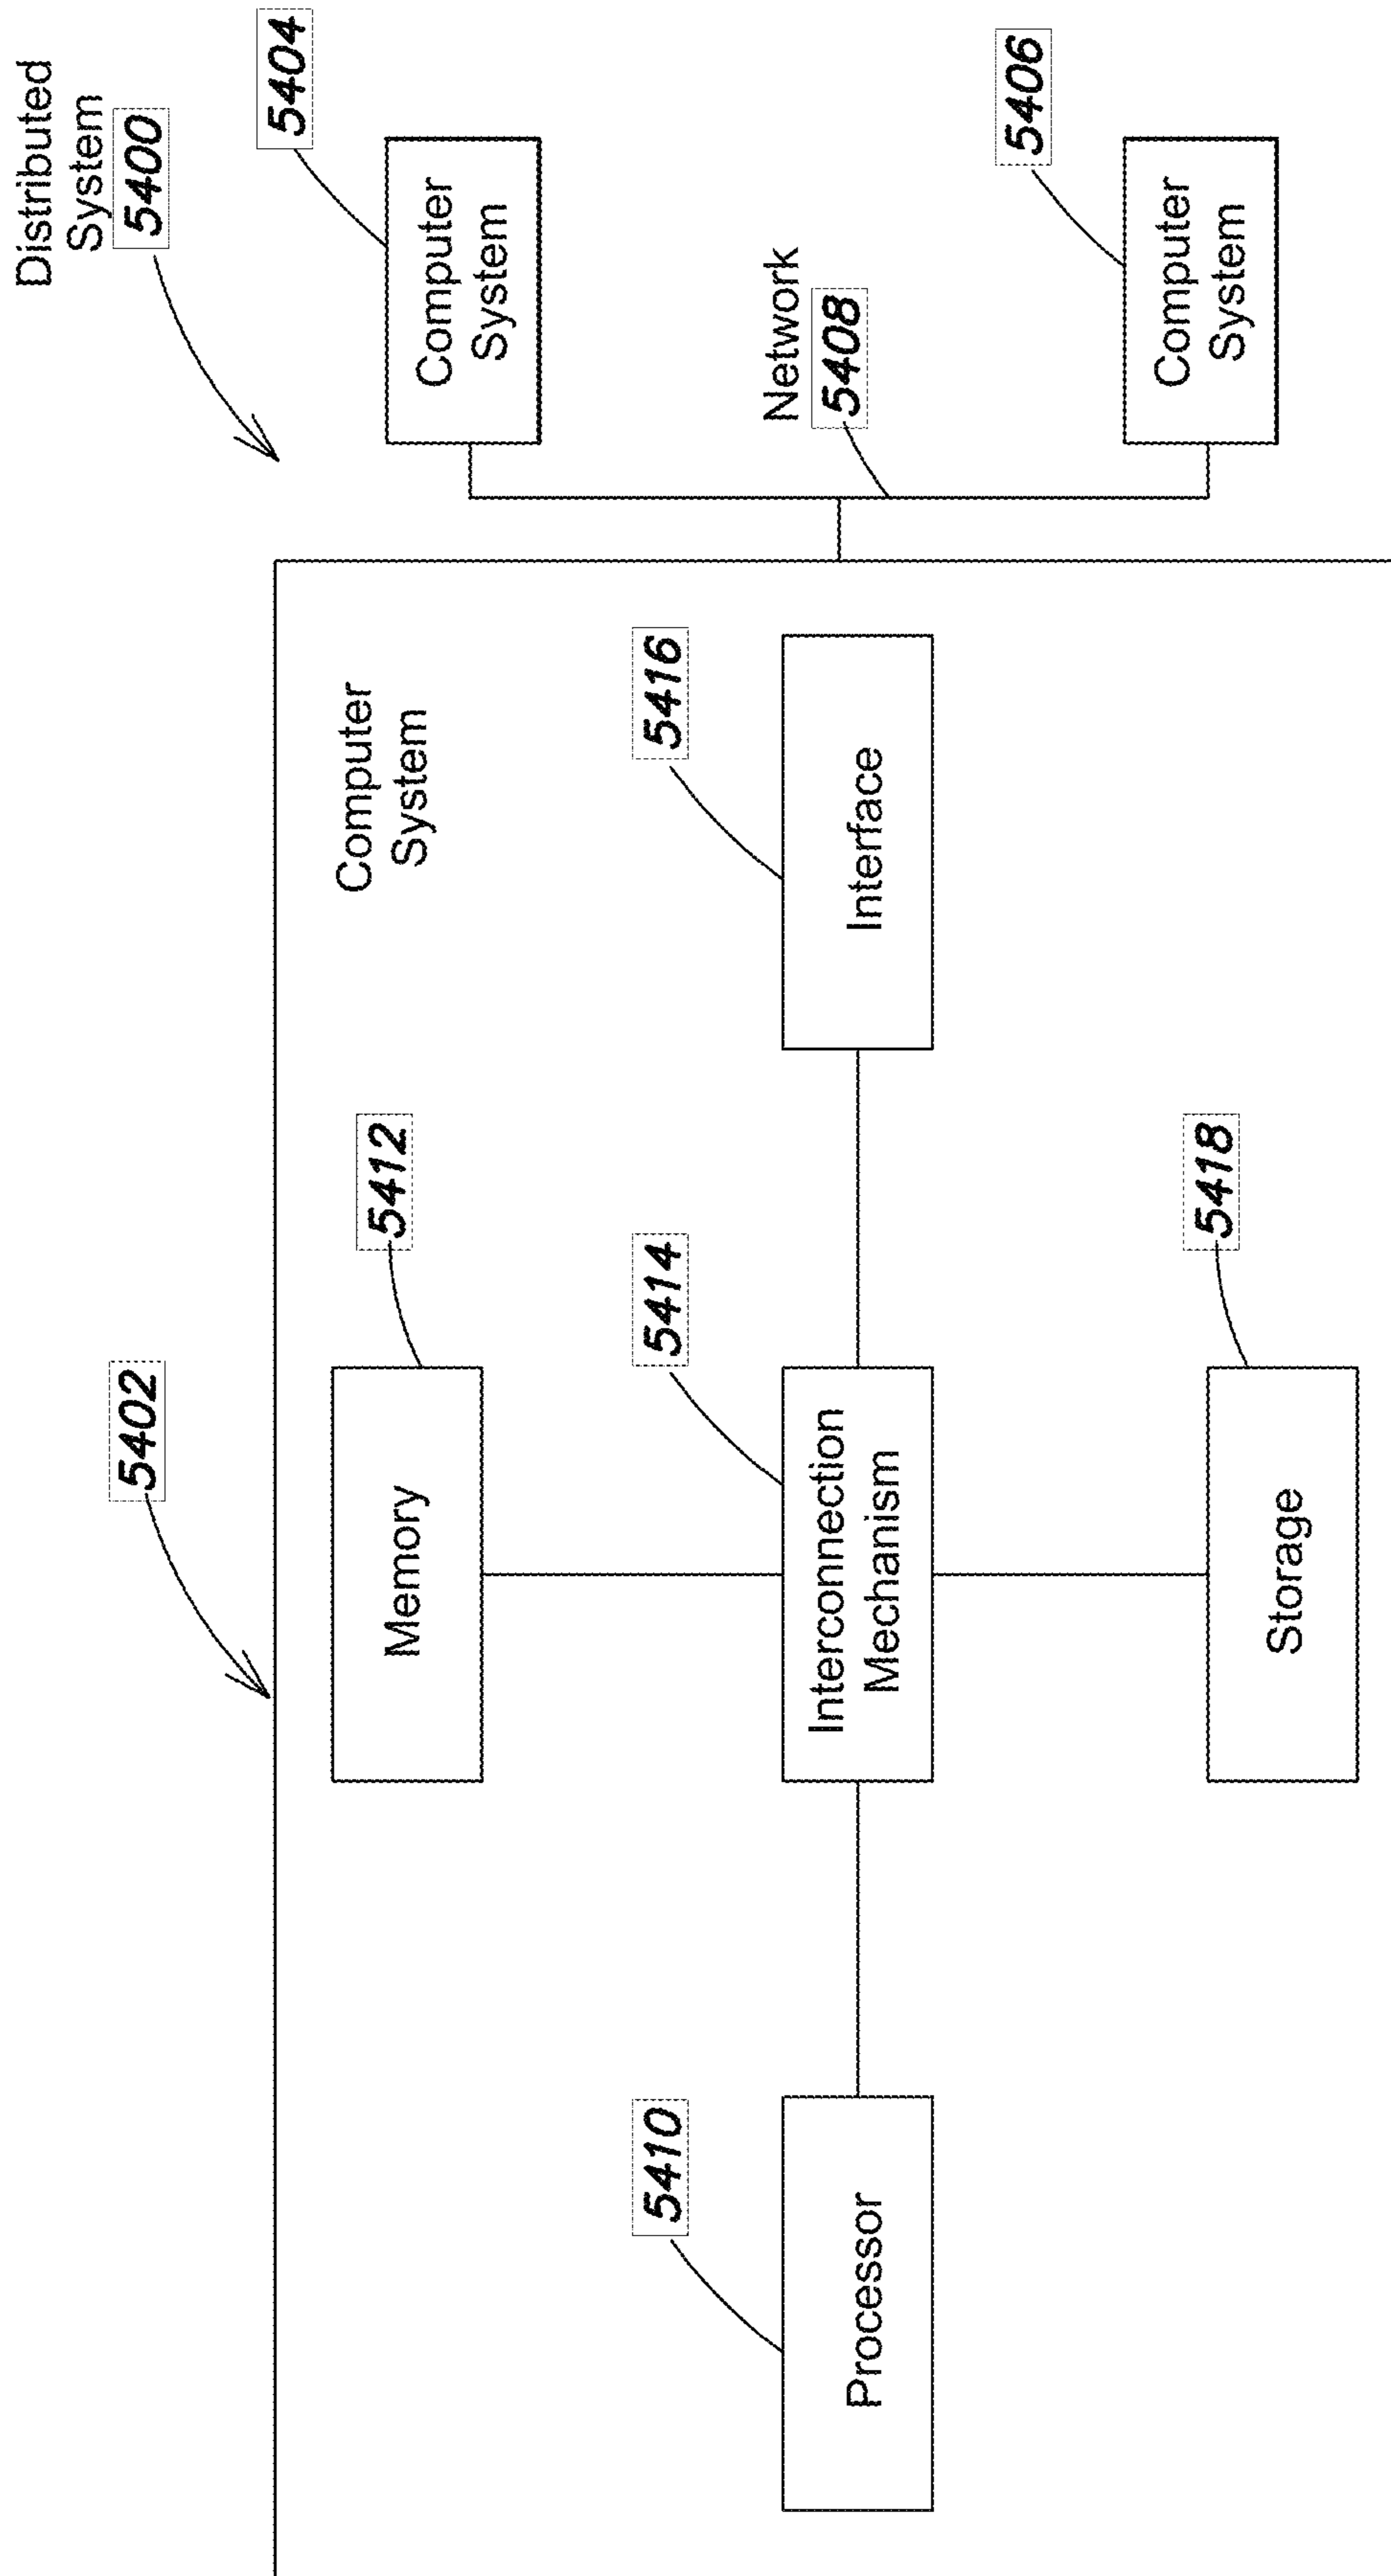 Distributed
System
5400
5402
5404
Computer
System
Network
5408
5406
Computer
System
Computer
System
5412
Memory
5410
Processor
5414
Interconnection
Mechanism
5416
Interface
5418
Storage